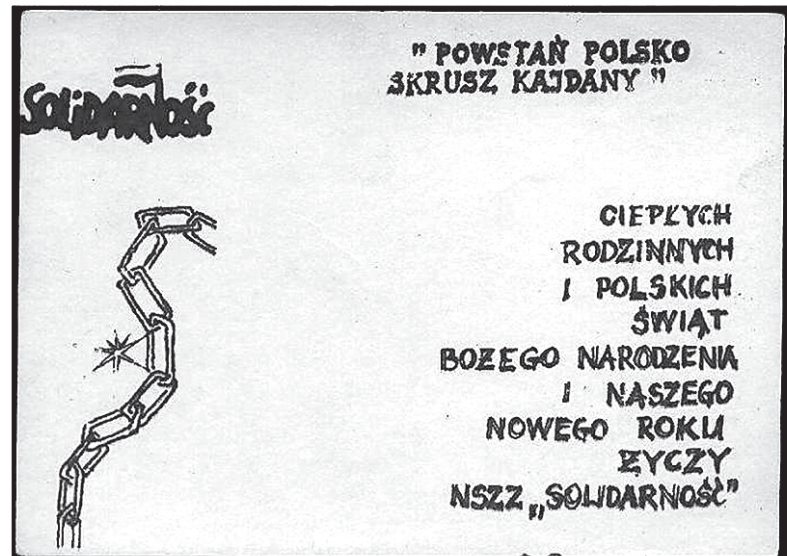 SOLIDARNOŚĆ
" POWSTAŃ POLSKO
SKRUSZ KAJDANY "
CIEPŁYCH
RODZINNYCH
I POLSKICH
ŚWIĄT
BOŻEGO NARODZENIA
I NASZEGO
NOWEGO ROKU
ŻYCZY
NSZZ „SOLIDARNOŚĆ"